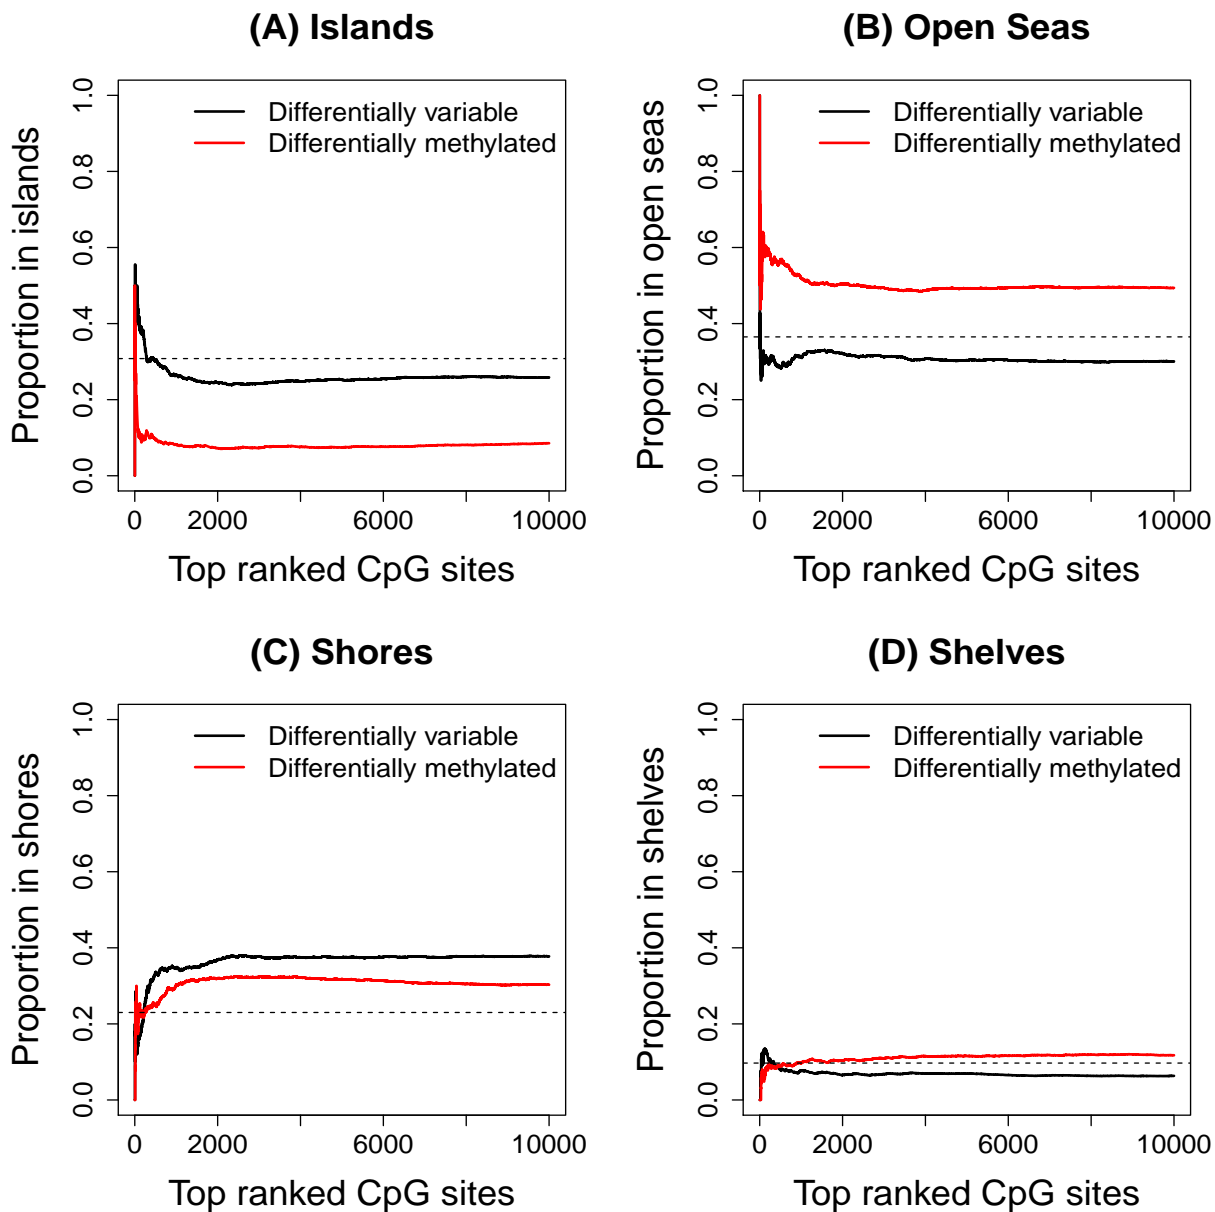 (A) Islands
Proportion in islands
1.0
0.8
0.6
0.4
0.2
0.0
Differentially variable
Differentially methylated
0 2000 6000 10000
Top ranked CpG sites
(B) Open Seas
Proportion in open seas
1.0
0.8
0.6
0.4
0.2
0.0
Differentially variable
Differentially methylated
0 2000 6000 10000
Top ranked CpG sites
(C) Shores
Proportion in shores
1.0
0.8
0.6
0.4
0.2
0.0
Differentially variable
Differentially methylated
0 2000 6000 10000
Top ranked CpG sites
(D) Shelves
Proportion in shelves
1.0
0.8
0.6
0.4
0.2
0.0
Differentially variable
Differentially methylated
0 2000 6000 10000
Top ranked CpG sites